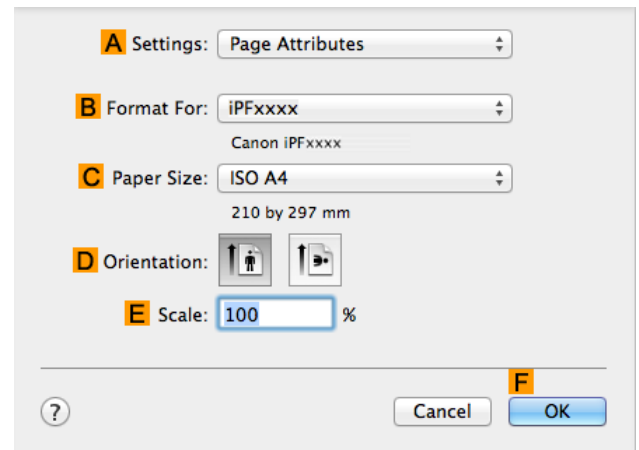 A Settings: Page Attributes
B Format For: iPFxxxx
Canon iPFxxxx
C Paper Size: ISO A4
210 by 297 mm
D Orientation:
E Scale: 100 %
F
? Cancel OK